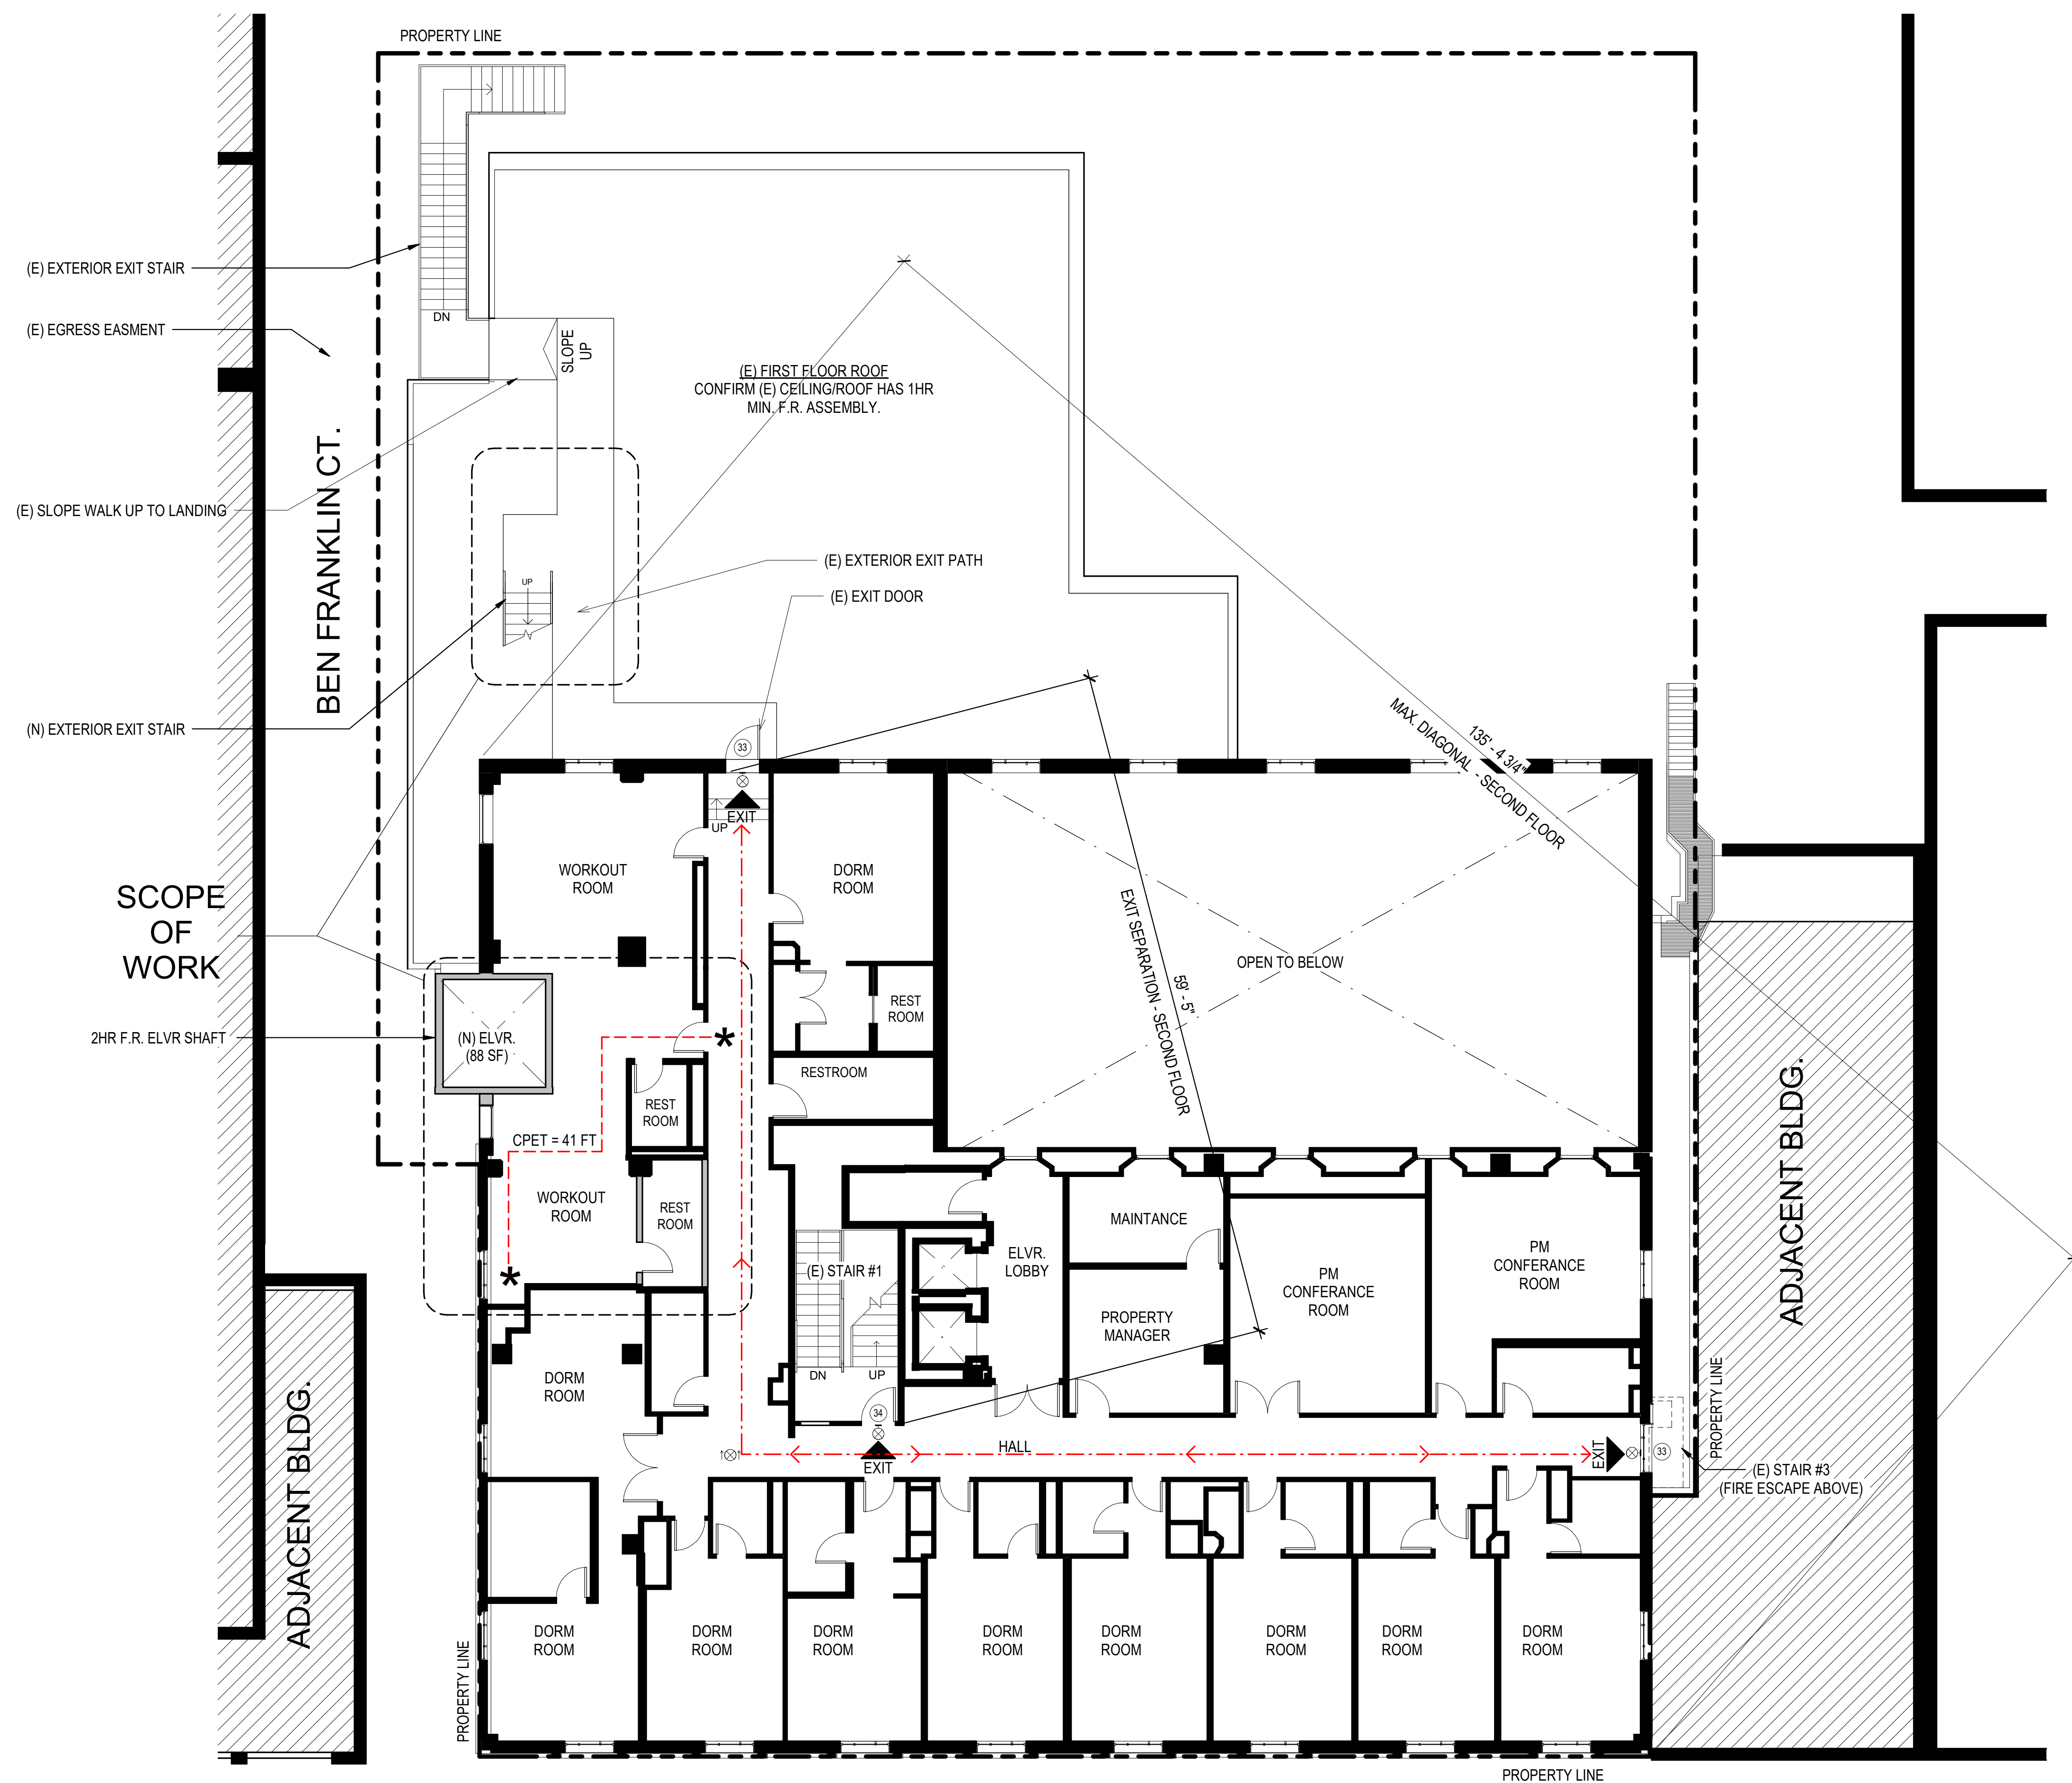 PROPERTY LINE
(E) EXTERIOR EXIT STAIR
DN
(E) EGRESS EASMENT
SLOPE
UP
(E) FIRST FLOOR ROOF
CONFIRM (E) CEILING/ROOF HAS 1HR
MIN. F.R. ASSEMBLY.
BEN FRANKLIN CT.
(E) SLOPE WALK UP TO LANDING
(E) EXTERIOR EXIT PATH
UP
(E) EXIT DOOR
(N) EXTERIOR EXIT STAIR
135' - 4 3/4"
MAX. DIAGONAL - SECOND FLOOR
33
EXIT
UP
WORKOUT
ROOM
DORM
ROOM
SCOPE
OF
WORK
59' - 5"
EXIT SEPARATION - SECOND FLOOR
OPEN TO BELOW
REST
ROOM
2HR F.R. ELVR SHAFT
(N) ELVR.
(88 SF)
*
RESTROOM
REST
ROOM
CPET = 41 FT
WORKOUT
ROOM
REST
ROOM
*
(E) STAIR #1
DN
UP
ELVR.
LOBBY
MAINTANCE
PROPERTY
MANAGER
PM
CONFERANCE
ROOM
PM
CONFERANCE
ROOM
ADJACENT BLDG.
DORM
ROOM
34
EXIT
HALL
EXIT
33
PROPERTY LINE
(E) STAIR #3
(FIRE ESCAPE ABOVE)
ADJACENT BLDG.
PROPERTY LINE
DORM
ROOM
DORM
ROOM
DORM
ROOM
DORM
ROOM
DORM
ROOM
DORM
ROOM
DORM
ROOM
DORM
ROOM
PROPERTY LINE